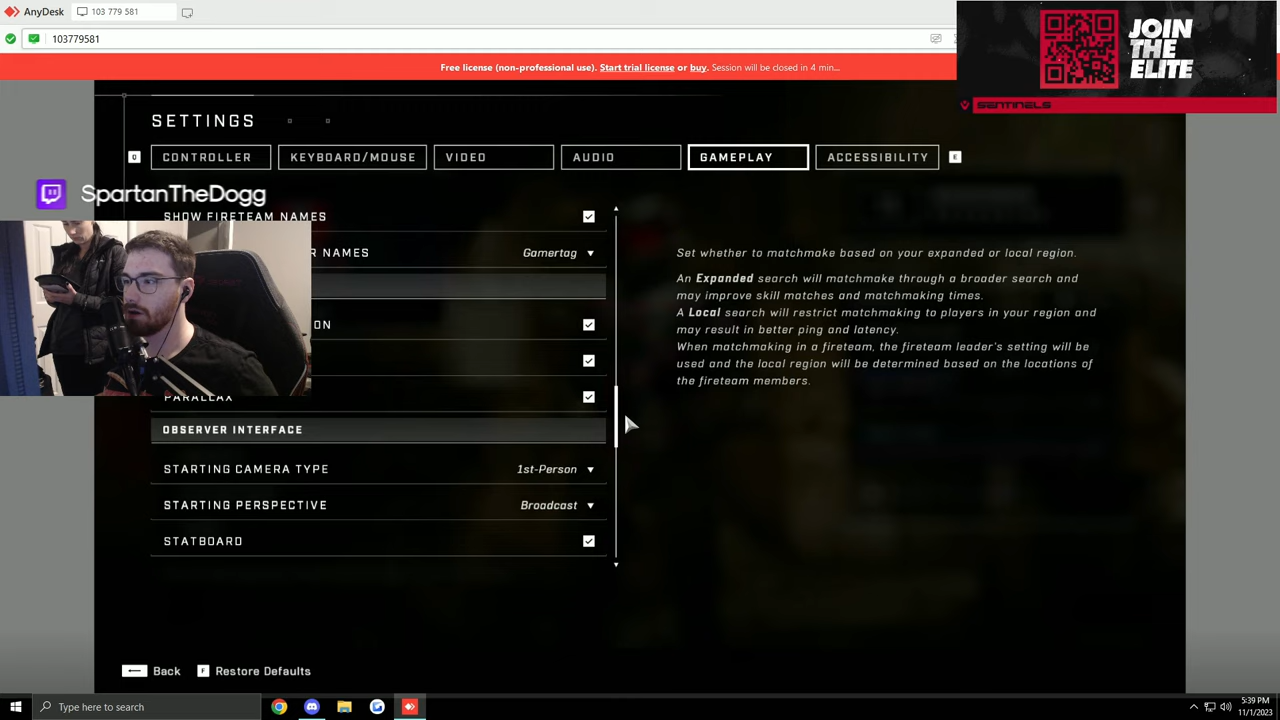 AnyDesk
103 779 581
103779581
Free license (non-professional use). Start trial license or buy. Session will be closed in 4 min...
JOIN
THE
ELITE
SENTINELS
SETTINGS
Q CONTROLLER KEYBOARD/MOUSE VIDEO AUDIO GAMEPLAY ACCESSIBILITY E
SpartanTheDogg
SHOW FIRETEAM NAMES
R NAMES Gamertag
ON
PARALLAX
OBSERVER INTERFACE
STARTING CAMERA TYPE 1st-Person
STARTING PERSPECTIVE Broadcast
STATBOARD
Set whether to matchmake based on your expanded or local region.
An Expanded search will matchmake through a broader search and
may improve skill matches and matchmaking times.
A Local search will restrict matchmaking to players in your region and
may result in better ping and latency.
When matchmaking in a fireteam, the fireteam leader's setting will be
used and the local region will be determined based on the locations of
the fireteam members.
Back F Restore Defaults
Type here to search
5:39 PM
11/1/2023